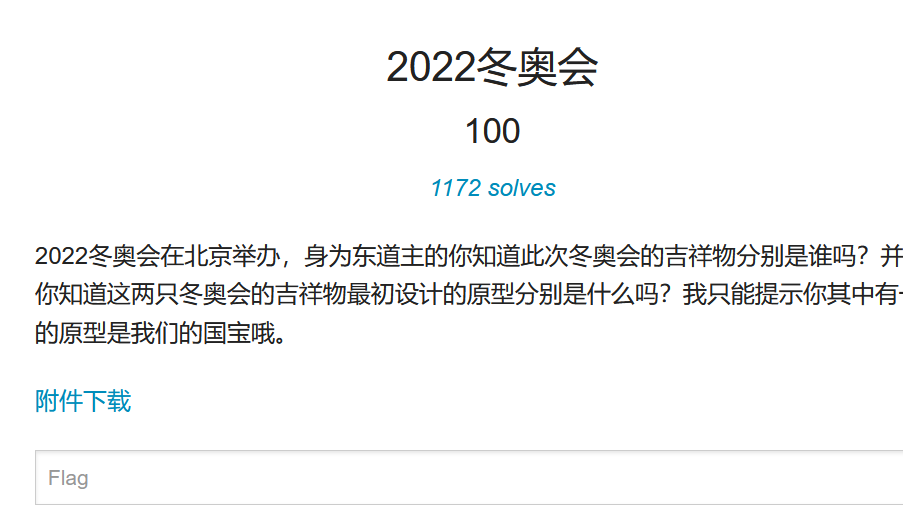 2022冬奥会
100
1172 solves
2022冬奥会在北京举办，身为东道主的你知道此次冬奥会的吉祥物分别是谁吗？并
你知道这两只冬奥会的吉祥物最初设计的原型分别是什么吗？我只能提示你其中有
的原型是我们的国宝哦。
附件下载
Flag